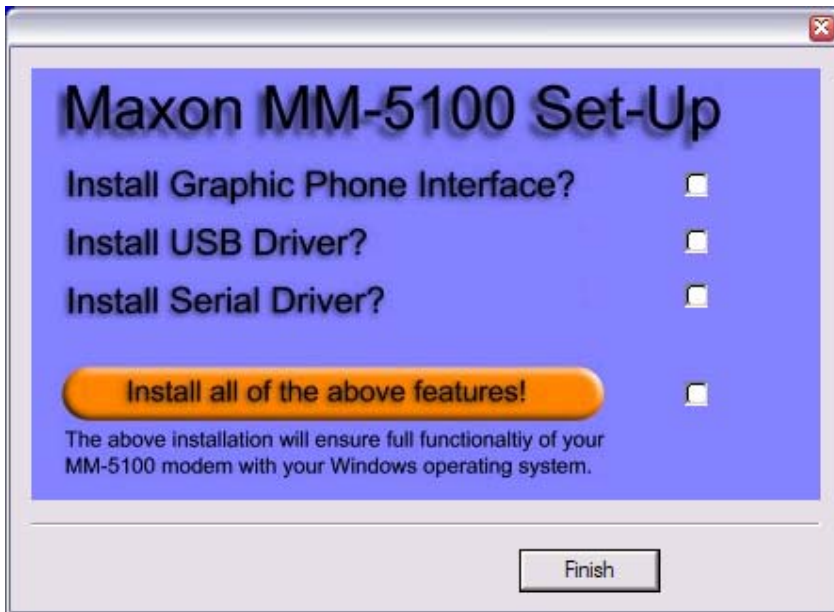 Maxon MM-5100 Set-Up
Install Graphic Phone Interface?
Install USB Driver?
Install Serial Driver?
Install all of the above features!
The above installation will ensure full functionaltiy of your
MM-5100 modem with your Windows operating system.
Finish